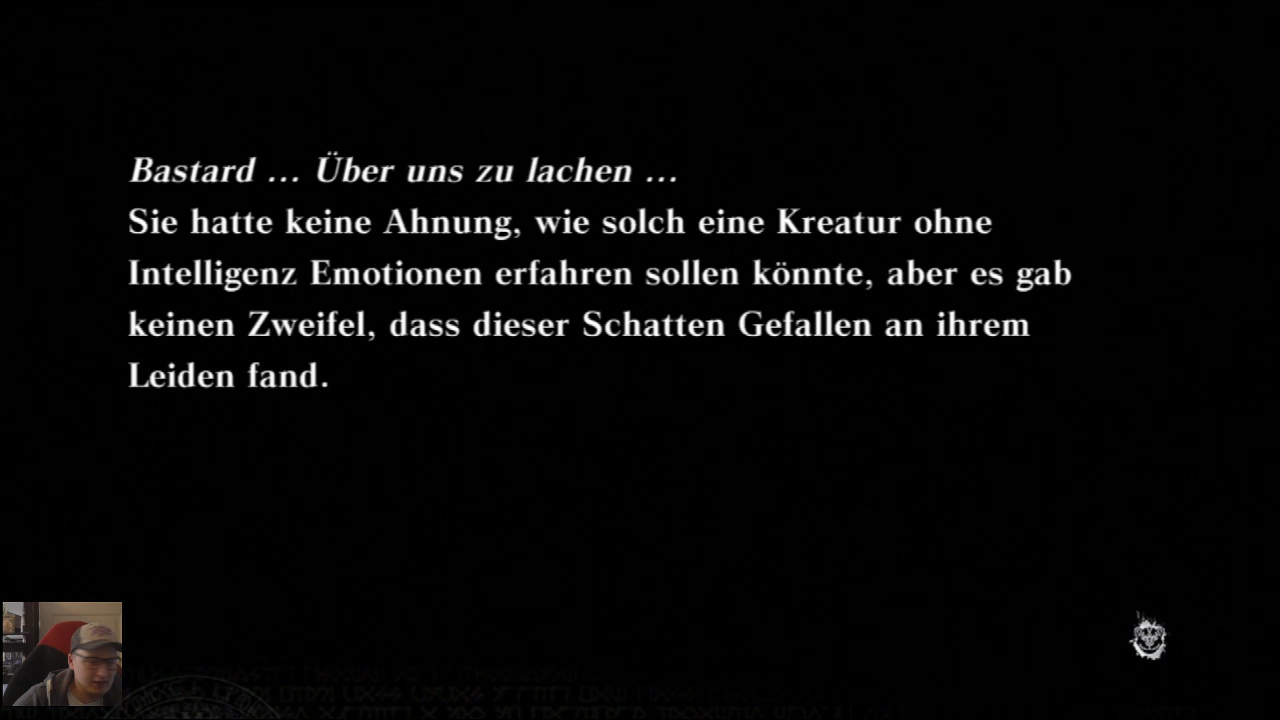 Bastard ... Über uns zu lachen ...
Sie hatte keine Ahnung, wie solch eine Kreatur ohne
Intelligenz Emotionen erfahren sollen könnte, aber es gab
keinen Zweifel, dass dieser Schatten Gefallen an ihrem
Leiden fand.